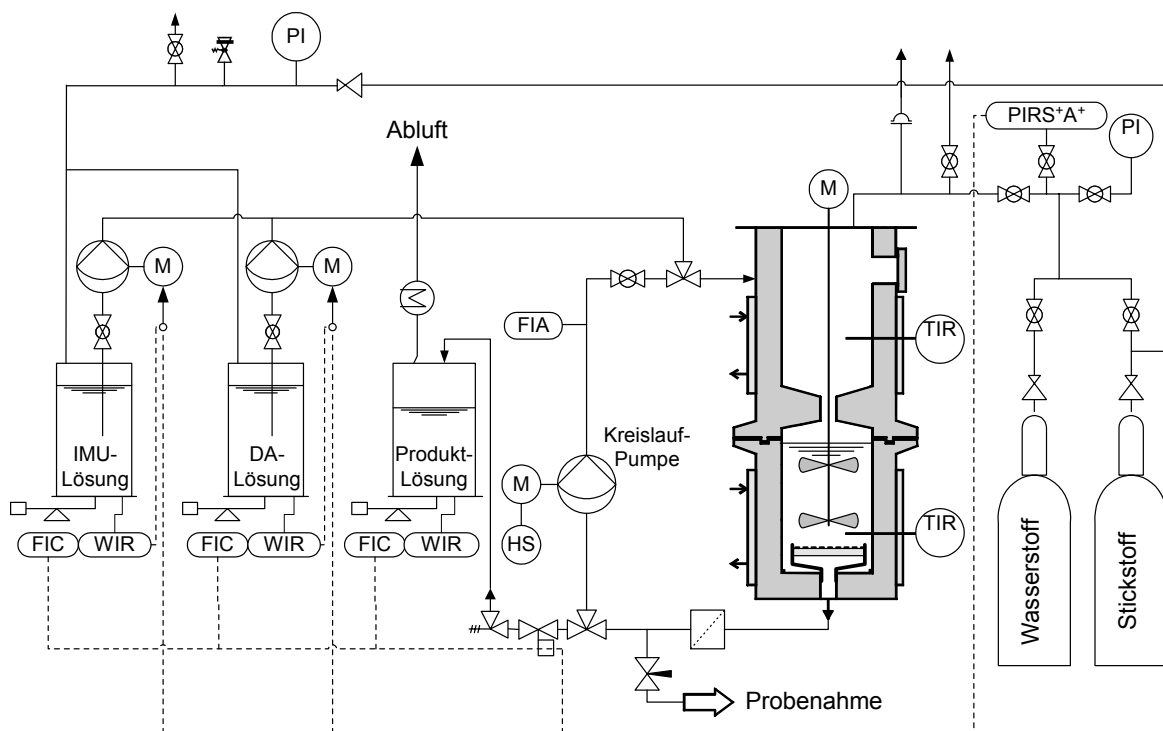 PI
Abluft
PIRS⁺A⁺
PI
M
M
M
FIA
TIR
IMU-
Lösung
DA-
Lösung
Produkt-
Lösung
Kreislauf-
Pumpe
M
HS
TIR
FIC
WIR
FIC
WIR
FIC
WIR
Wasserstoff
Stickstoff
Probenahme